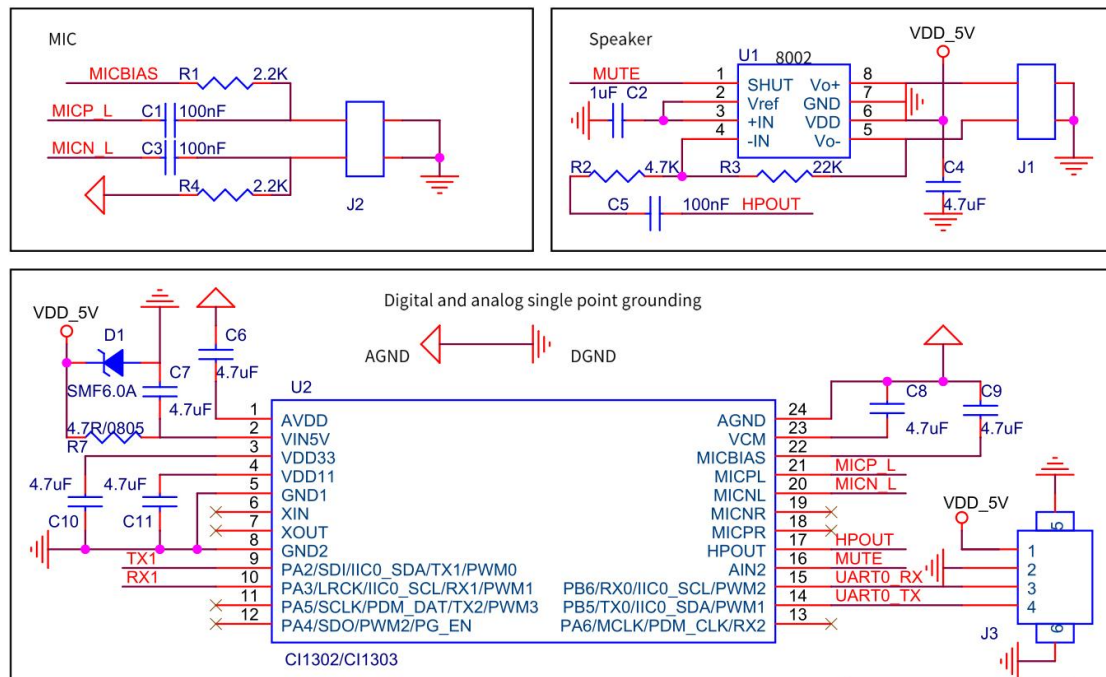 MIC
MICBIAS R1 2.2K
MICP_L C1 100nF
MICN_L C3 100nF
R4 2.2K
J2
Speaker
VDD_5V
U1 8002
MUTE 1 SHUT Vo+ 8
1uF C2 2 Vref GND 7
3 +IN VDD 6
4 -IN Vo- 5
R2 4.7K R3 22K J1
C4
C5 100nF HPOUT 4.7uF
Digital and analog single point grounding
AGND DGND
VDD_5V
D1
SMF6.0A
C7
4.7uF
C6
4.7uF
4.7R/0805
R7
4.7uF 4.7uF
C10 C11
U2
1 AVDD
2 VIN5V
3 VDD33
4 VDD11
5 GND1
6 XIN
7 XOUT
8 GND2
TX1 9 PA2/SDI/IIC0_SDA/TX1/PWM0
RX1 10 PA3/LRCK/IIC0_SCL/RX1/PWM1
11 PA5/SCLK/PDM_DAT/TX2/PWM3
12 PA4/SDO/PWM2/PG_EN
CI1302/CI1303
AGND 24
VCM 23
MICBIAS 22
MICPL 21 MICP_L
MICNL 20 MICN_L
MICNR 19
MICPR 18
HPOUT 17 HPOUT
AIN2 16 MUTE
PB6/RX0/IIC0_SCL/PWM2 15 UART0_RX
PB5/TX0/IIC0_SDA/PWM1 14 UART0_TX
PA6/MCLK/PDM_CLK/RX2 13
C8
4.7uF
C9
4.7uF
VDD_5V
5
1
2
3
4
6
J3